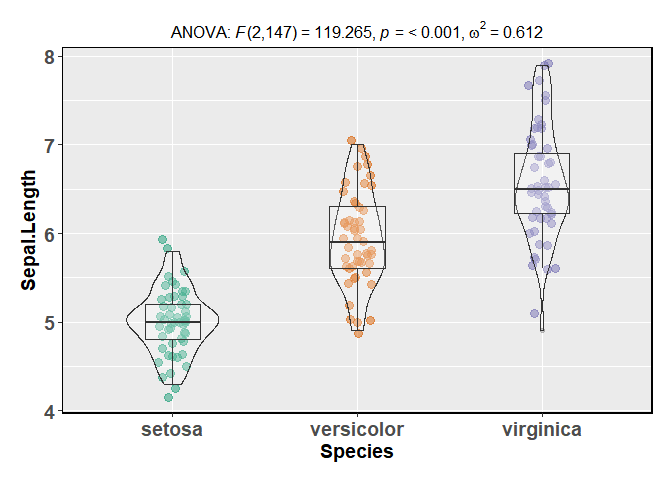 ANOVA: F(2,147) = 119.265, p = < 0.001, ω² = 0.612
8
7
6
5
4
Sepal.Length
setosa versicolor virginica
Species